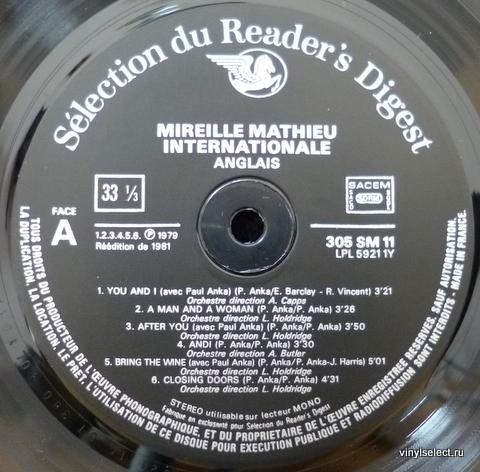 Sélection du Reader's Digest
MIREILLE MATHIEU
INTERNATIONALE
ANGLAIS
33 1/3
SACEM
SACD
SDRM
SGDL
FACE
A
1.2.3.4.5.6. Ⓟ 1979
Réédition de 1981
305 SM 11
LPL 5921 1Y
1. YOU AND I (avec Paul Anka) (P. Anka/E. Barclay - R. Vincent) 3'21
Orchestre direction A. Capps
2. A MAN AND A WOMAN (P. Anka/P. Anka) 3'26
Orchestre direction L. Holdridge
3. AFTER YOU (avec Paul Anka) (P. Anka/P. Anka) 3'50
Orchestre direction L. Holdridge
4. ANDI (P. Anka/P. Anka) 3'30
Orchestre direction A. Butler
5. BRING THE WINE (avec Paul Anka) (P. Anka/P. Anka-J. Harris) 5'01
Orchestre direction L. Holdridge
6. CLOSING DOORS (P. Anka/P. Anka) 4'31
Orchestre direction L. Holdridge
STEREO utilisable sur lecteur MONO
Fabriqué en exclusivité pour Sélection du Reader's Digest
TOUS DROITS DU PRODUCTEUR DE L'ŒUVRE PHONOGRAPHIQUE, ET DU PROPRIETAIRE DE L'ŒUVRE ENREGISTREE RESERVES. SAUF AUTORISATION,
LA DUPLICATION, LA LOCATION, LE PRET, L'UTILISATION DE CE DISQUE POUR EXECUTION PUBLIQUE ET RADIODIFFUSION SONT INTERDITS - MADE IN FRANCE.
www.vinylselect.ru